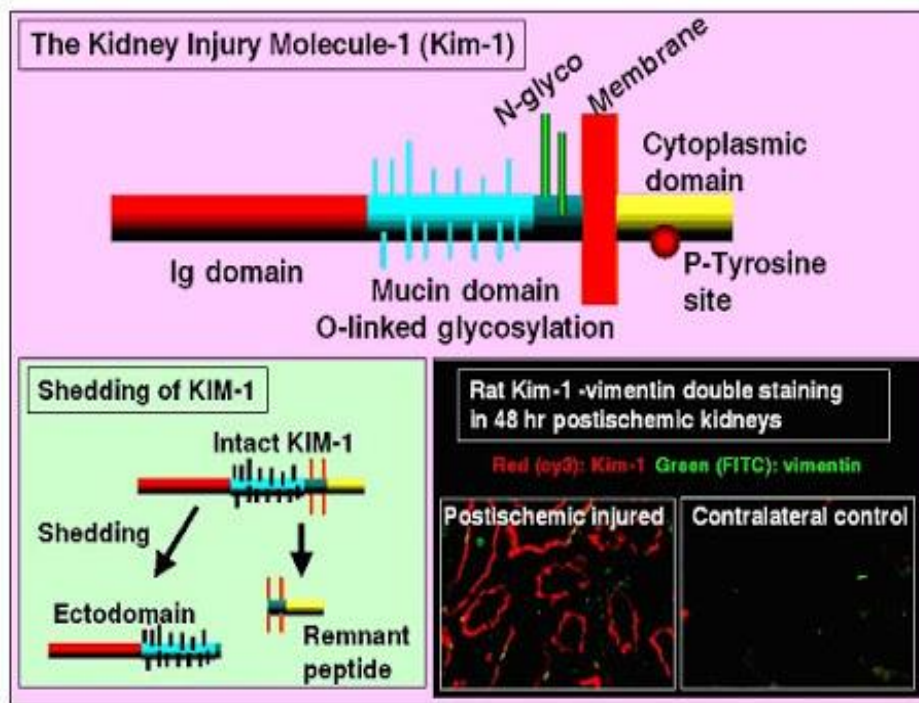 The Kidney Injury Molecule-1 (Kim-1)
N-glyco
Membrane
Cytoplasmic
domain
Ig domain
Mucin domain
O-linked glycosylation
P-Tyrosine
site
Shedding of KIM-1
Intact KIM-1
Shedding
Ectodomain
Remnant
peptide
Rat Kim-1 -vimentin double staining
in 48 hr postischemic kidneys
Red (cy3): Kim-1 Green (FITC): vimentin
Postischemic injured
Contralateral control